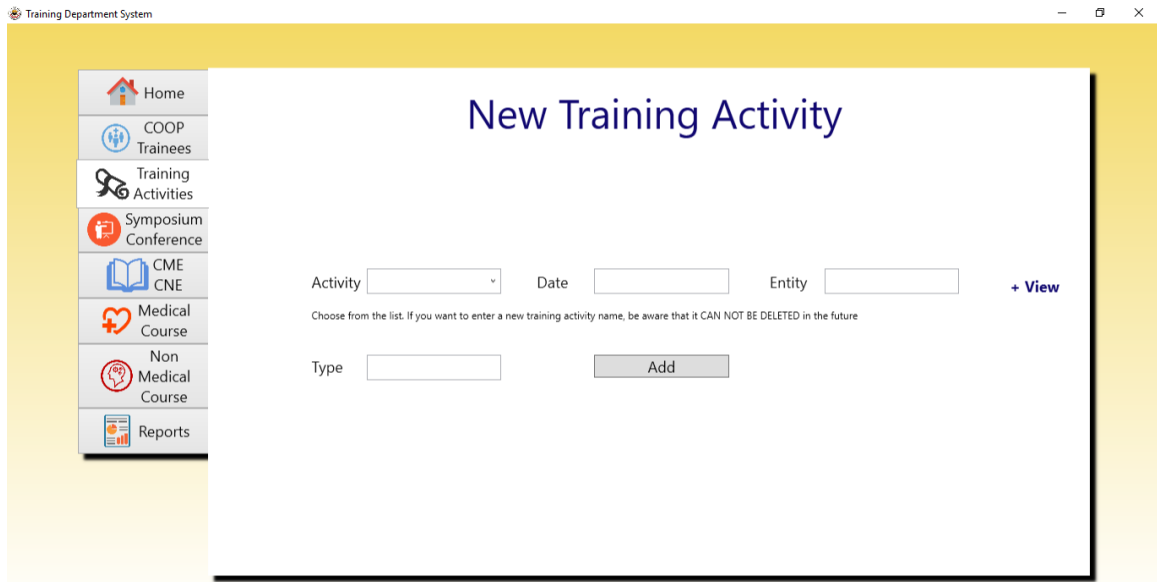 Training Department System
Home
COOP
Trainees
Training
Activities
Symposium
Conference
CME
CNE
Medical
Course
Non
Medical
Course
Reports
New Training Activity
Activity
Date
Entity
+ View
Choose from the list. If you want to enter a new training activity name, be aware that it CAN NOT BE DELETED in the future
Type
Add